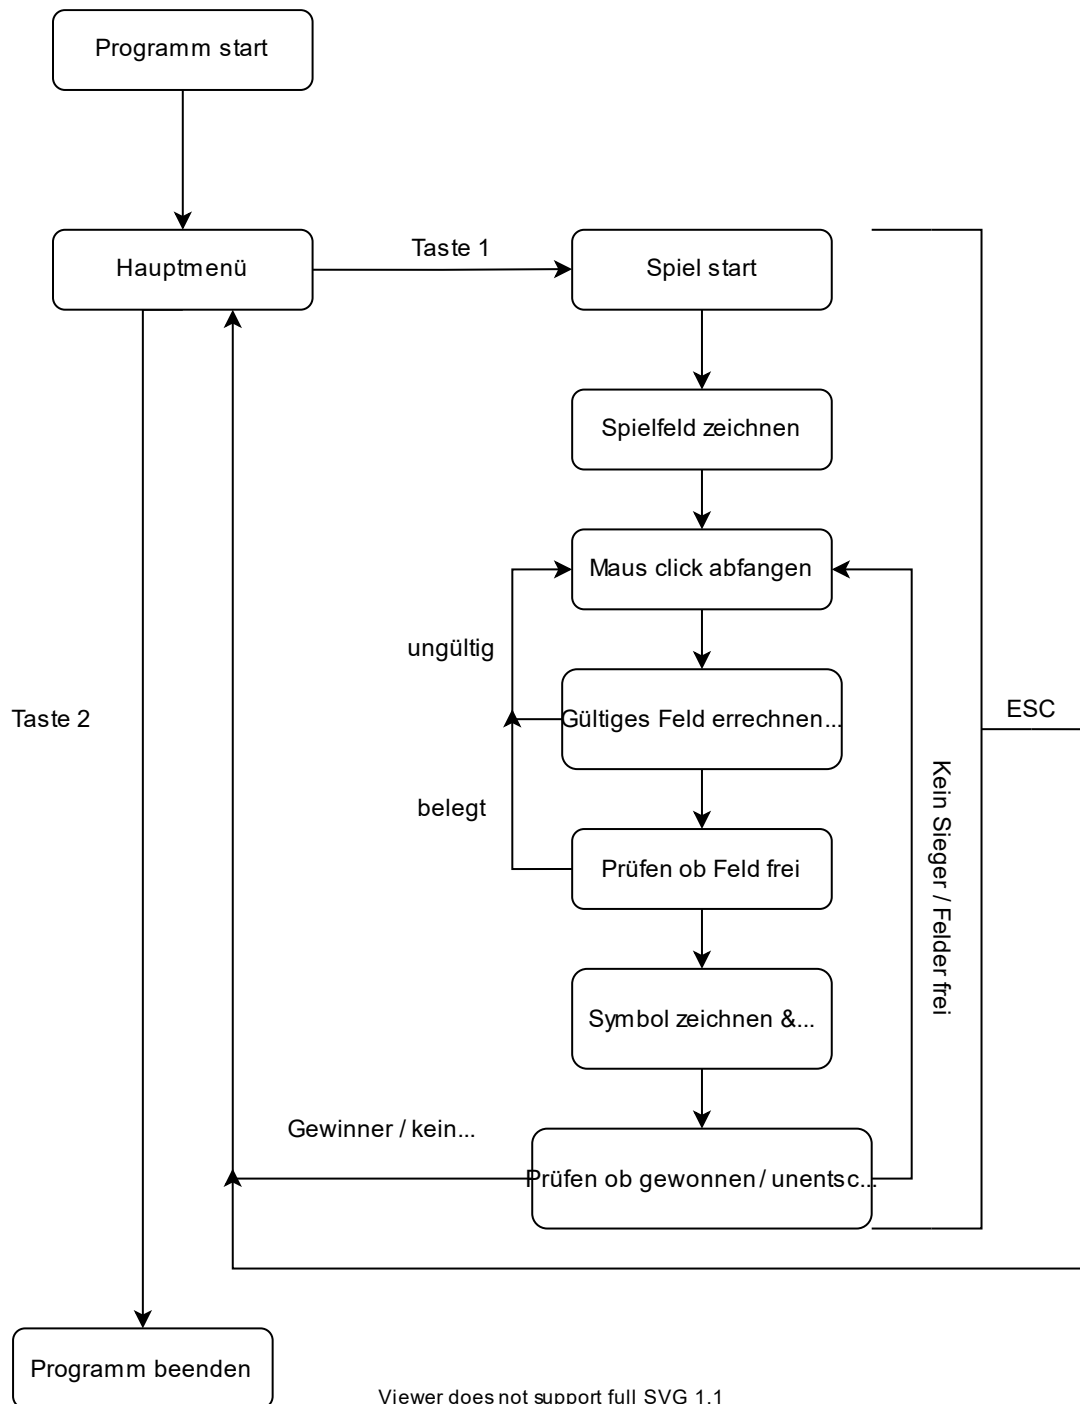 Programm start
Hauptmenü
Taste 1
Spiel start
Spielfeld zeichnen
Maus click abfangen
ungültig
Gültiges Feld errechnen...
ESC
Taste 2
belegt
Prüfen ob Feld frei
Kein Sieger / Felder frei
Symbol zeichnen &...
Gewinner / kein...
Prüfen ob gewonnen / unentsc...
Programm beenden
Viewer does not support full SVG 1.1